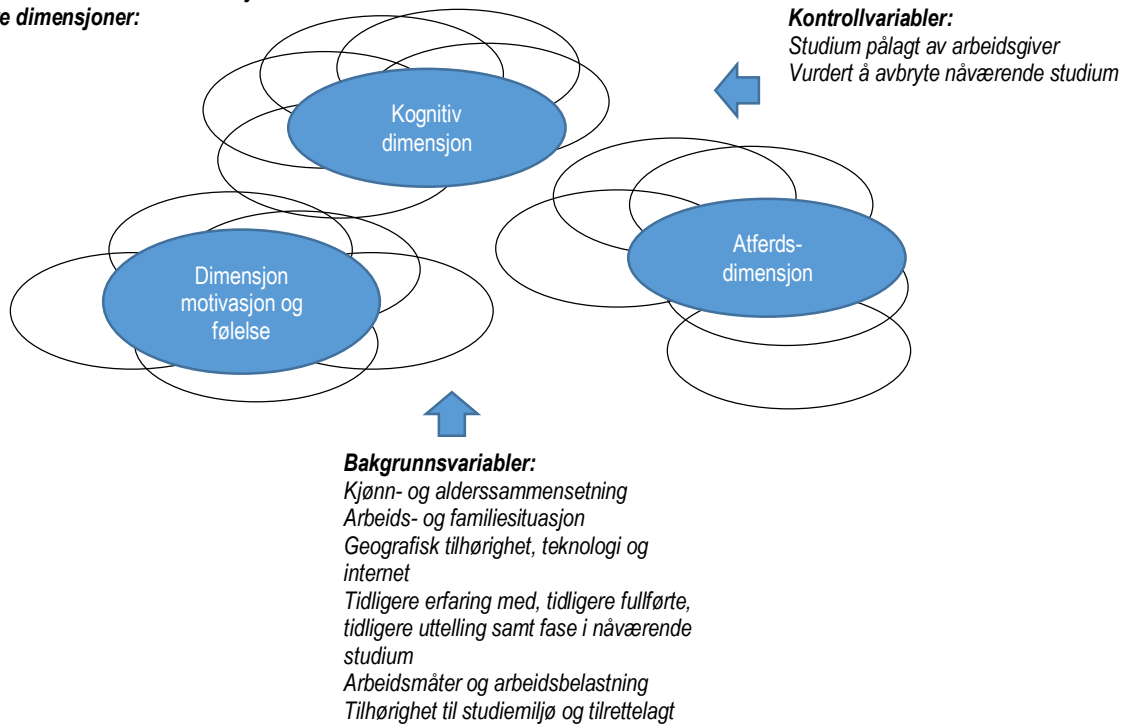 dimensjoner:
Kontrollvariabler:
Studium pålagt av arbeidsgiver
Vurdert å avbryte nåværende studium
Kognitiv
dimensjon
Atferds-
dimensjon
Dimensjon
motivasjon og
følelse
Bakgrunnsvariabler:
Kjønn- og alderssammensetning
Arbeids- og familiesituasjon
Geografisk tilhørighet, teknologi og
internet
Tidligere erfaring med, tidligere fullførte,
tidligere uttelling samt fase i nåværende
studium
Arbeidsmåter og arbeidsbelastning
Tilhørighet til studiemiljø og tilrettelagt